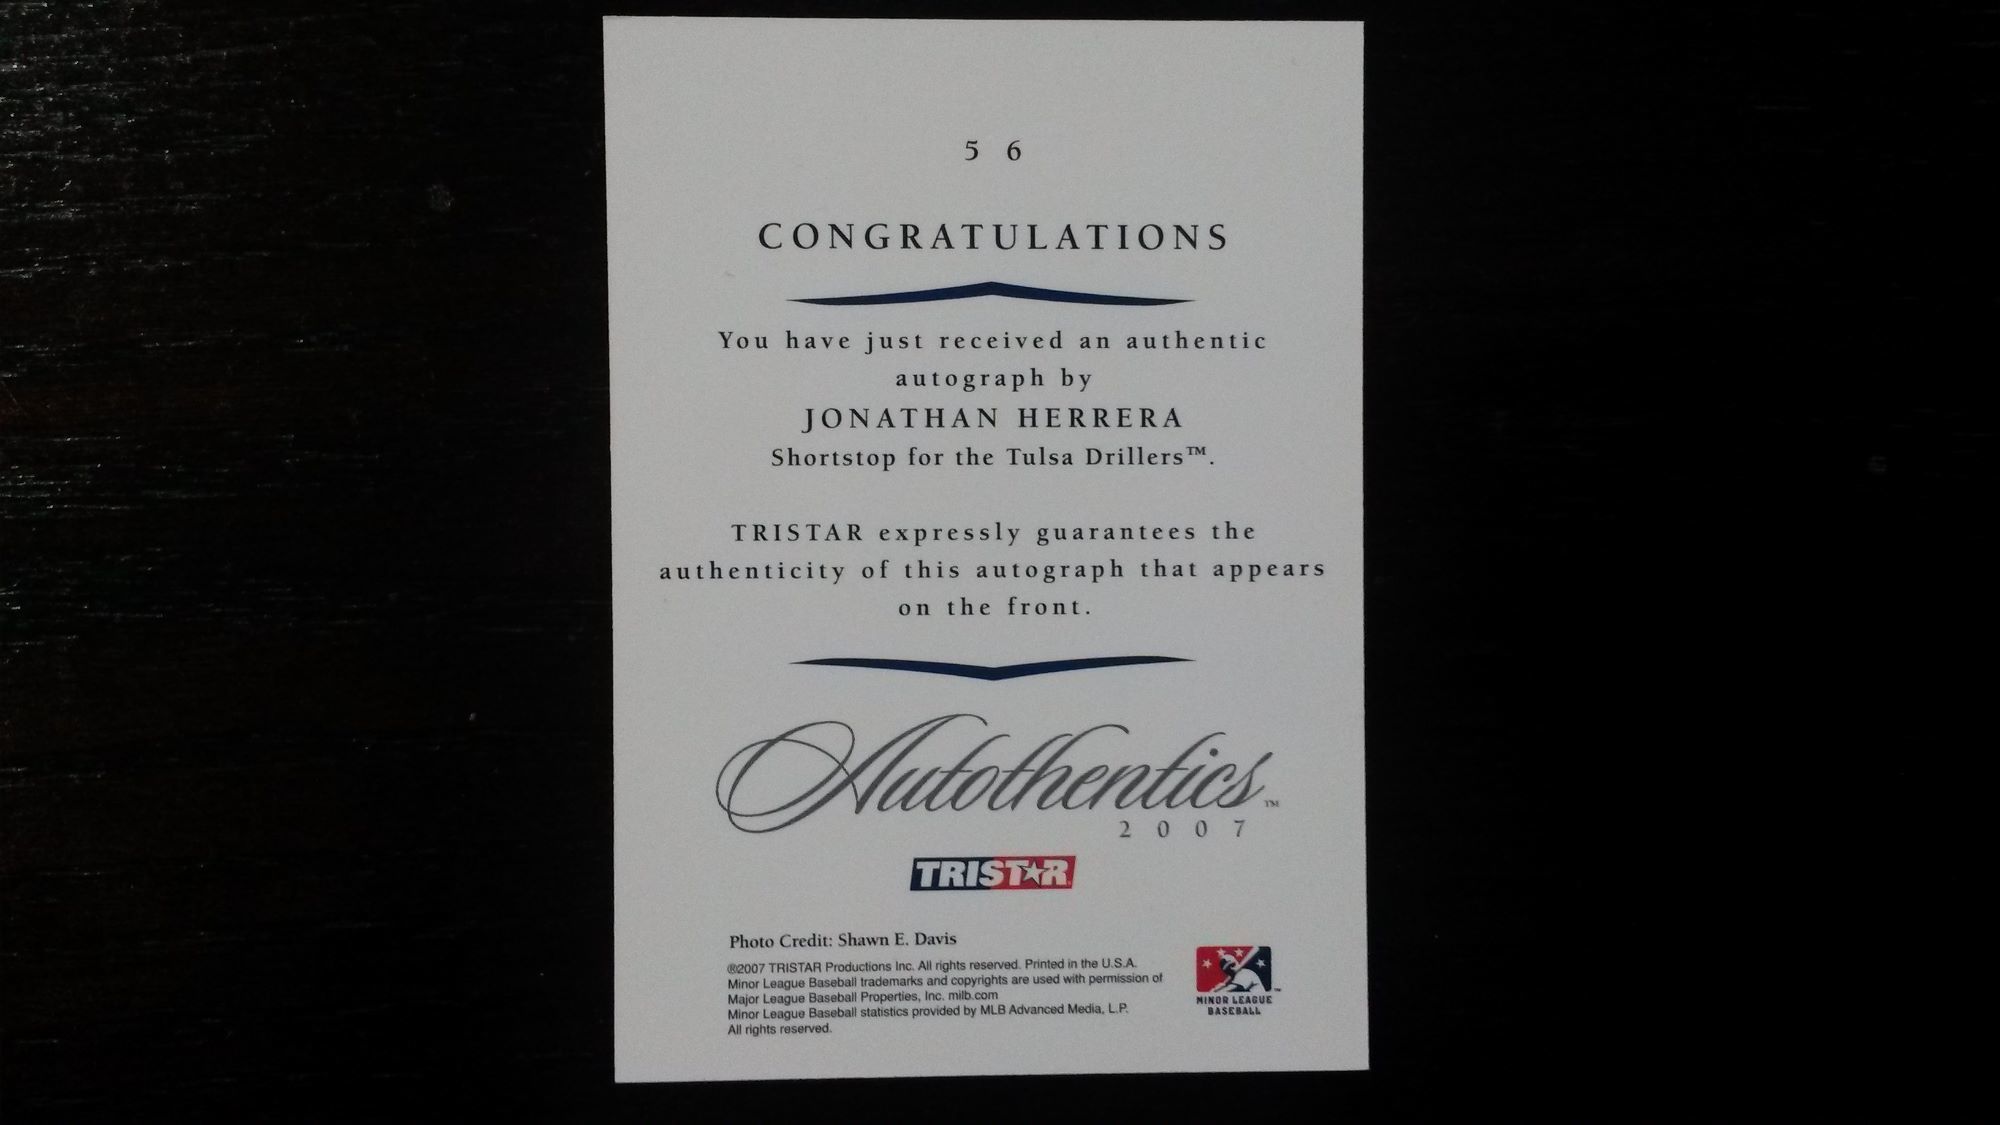 5 6
CONGRATULATIONS
You have just received an authentic
autograph by
JONATHAN HERRERA
Shortstop for the Tulsa Drillers™.
TRISTAR expressly guarantees the
authenticity of this autograph that appears
on the front.
Autothentics™
2007
TRISTAR
Photo Credit: Shawn E. Davis
®2007 TRISTAR Productions Inc. All rights reserved. Printed in the U.S.A.
Minor League Baseball trademarks and copyrights are used with permission of
Major League Baseball Properties, Inc. milb.com
Minor League Baseball statistics provided by MLB Advanced Media, L.P.
All rights reserved.
MINOR LEAGUE™
BASEBALL